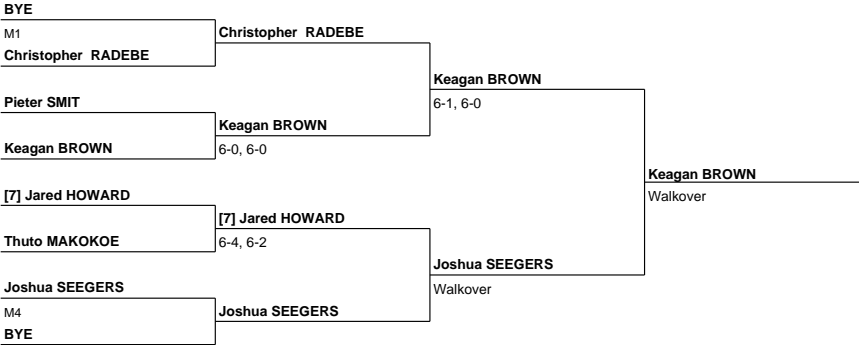 BYE
M1
Christopher RADEBE
Christopher RADEBE
Pieter SMIT
Keagan BROWN
Keagan BROWN
6-0, 6-0
Keagan BROWN
6-1, 6-0
[7] Jared HOWARD
Thuto MAKOKOE
[7] Jared HOWARD
6-4, 6-2
Joshua SEEGERS
M4
BYE
Joshua SEEGERS
Joshua SEEGERS
Walkover
Keagan BROWN
Walkover